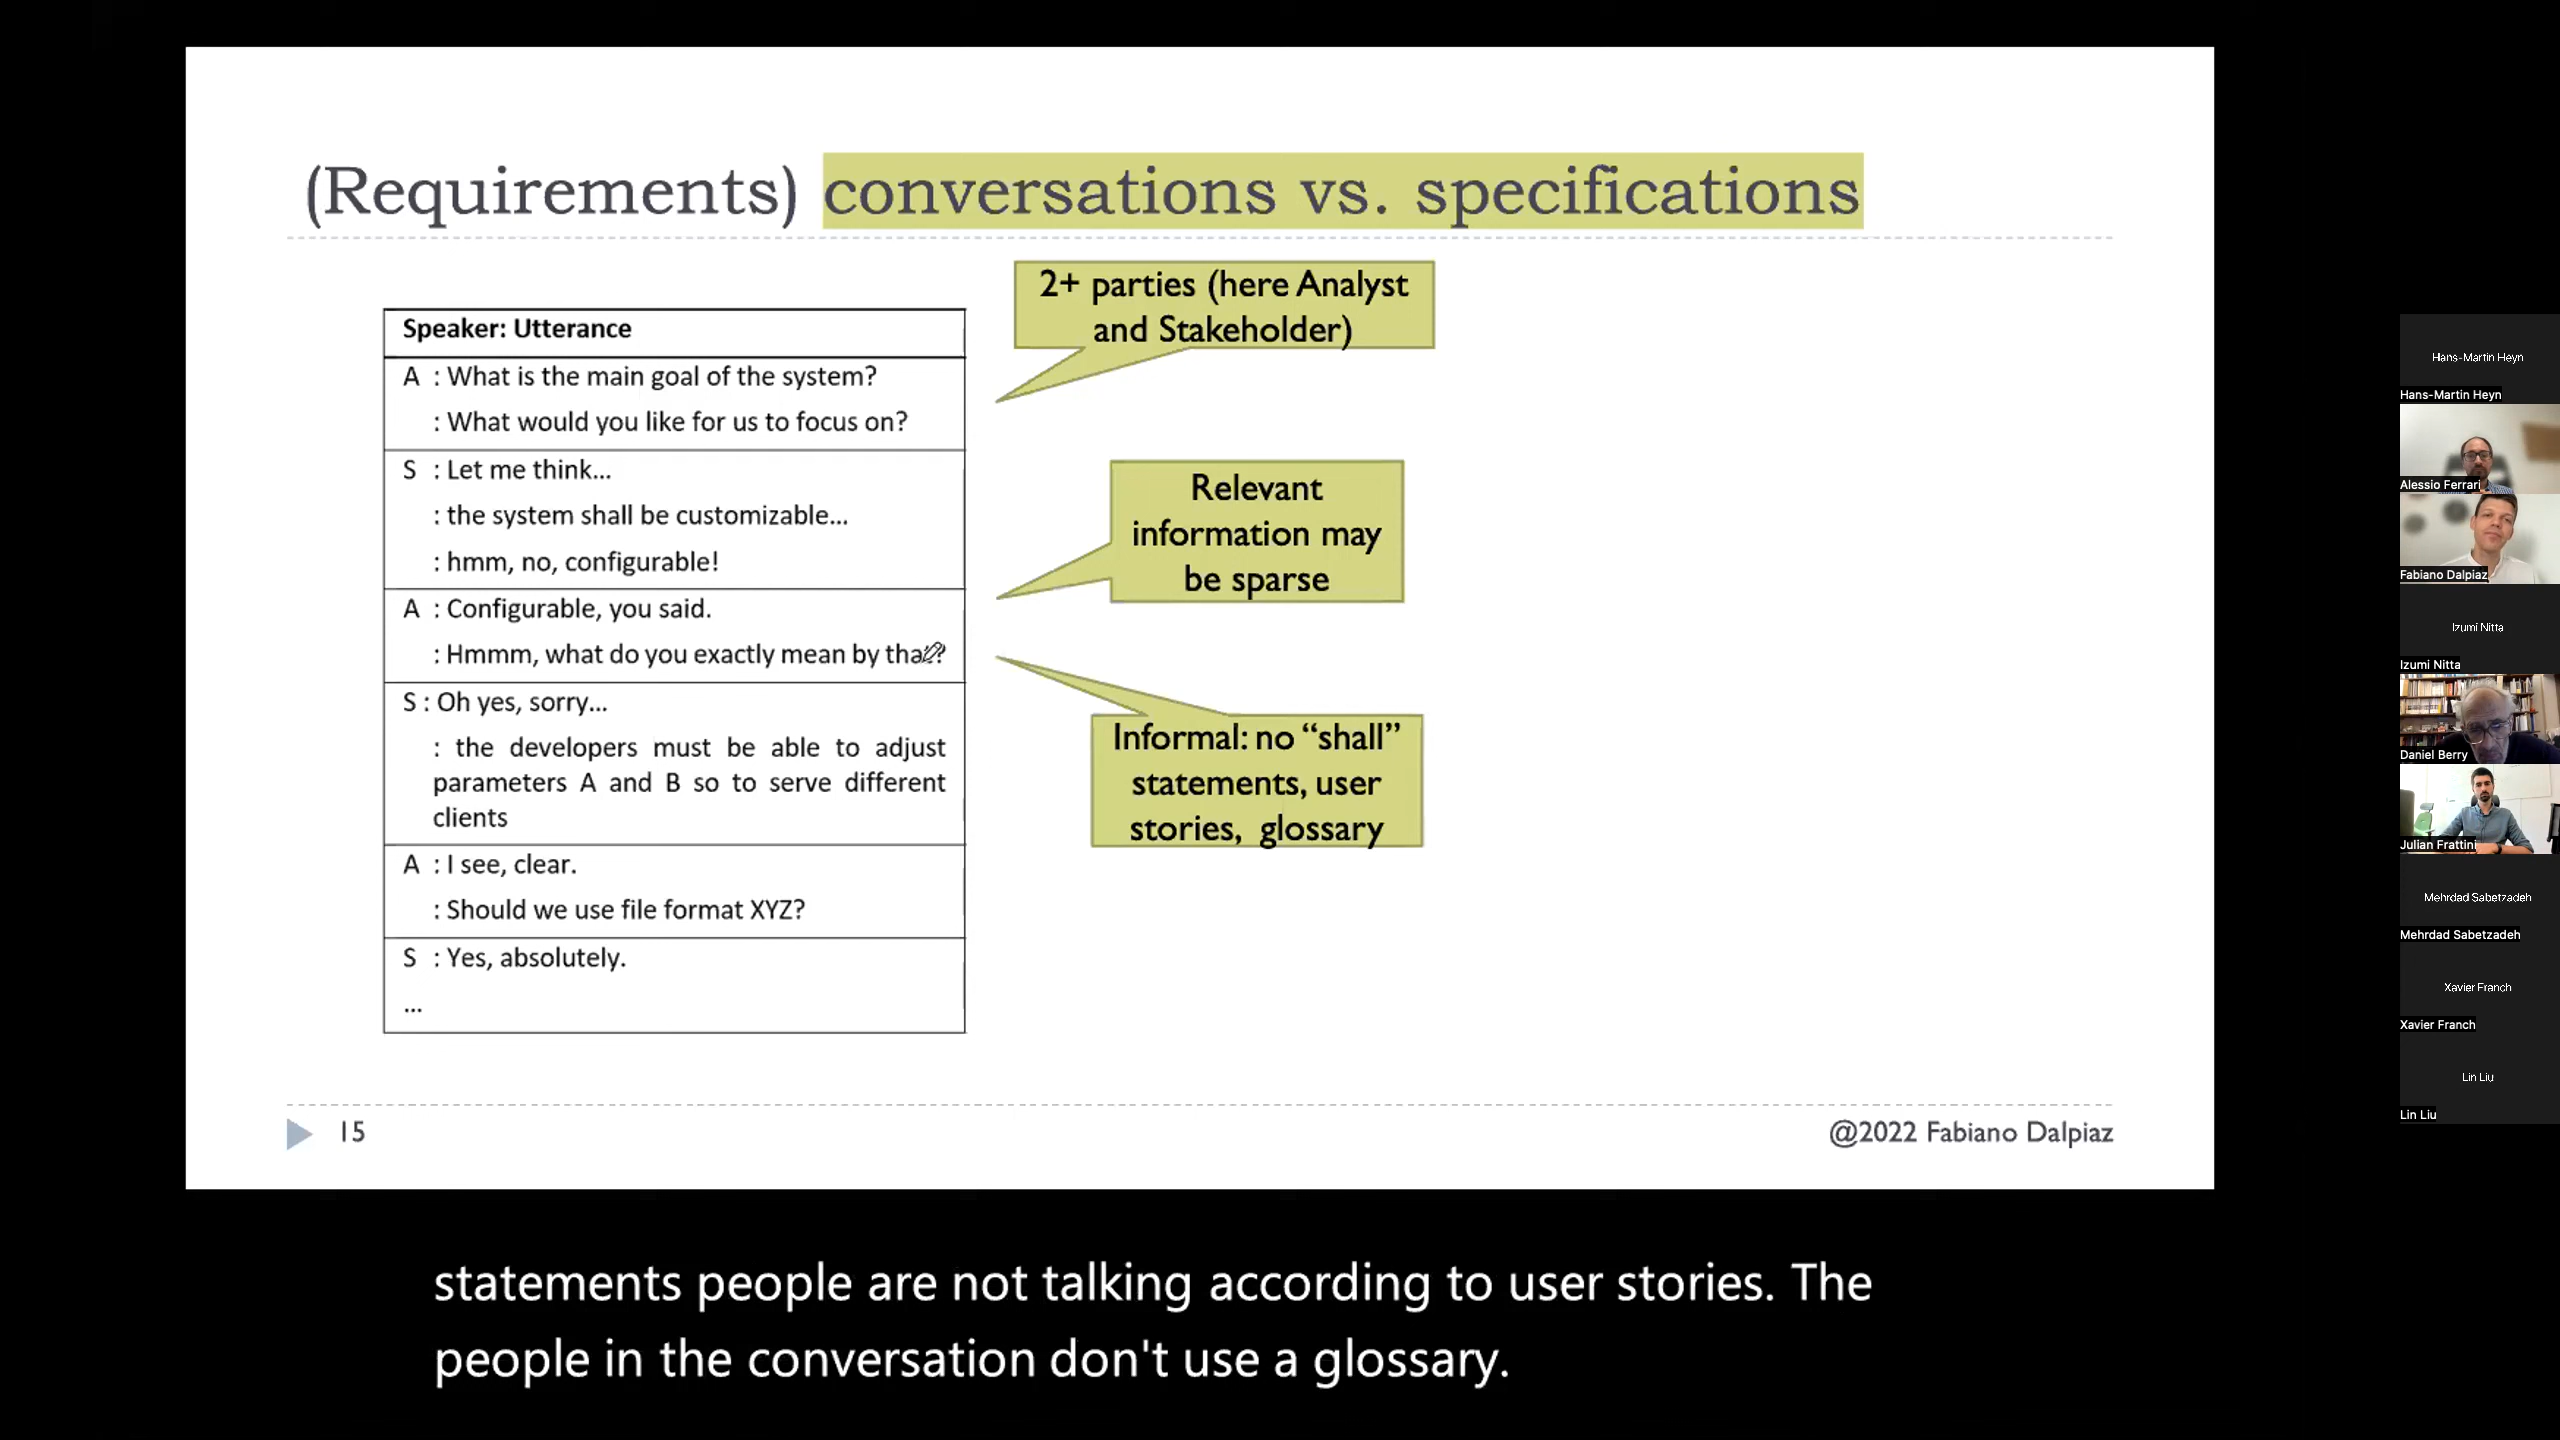 (Requirements) conversations vs. specifications
Speaker: Utterance
A : What is the main goal of the system?
: What would you like for us to focus on?
S : Let me think...
: the system shall be customizable...
: hmm, no, configurable!
A : Configurable, you said.
: Hmmm, what do you exactly mean by that?
S : Oh yes, sorry...
: the developers must be able to adjust
parameters A and B so to serve different
clients
A : I see, clear.
: Should we use file format XYZ?
S : Yes, absolutely.
...
2+ parties (here Analyst
and Stakeholder)
Relevant
information may
be sparse
Informal: no “shall”
statements, user
stories, glossary
15
@2022 Fabiano Dalpiaz
statements people are not talking according to user stories. The
people in the conversation don't use a glossary.
Hans-Martin Heyn
Hans-Martin Heyn
Alessio Ferrari
Fabiano Dalpiaz
Izumi Nitta
Izumi Nitta
Daniel Berry
Julian Frattini
Mehrdad Sabetzadeh
Mehrdad Sabetzadeh
Xavier Franch
Xavier Franch
Lin Liu
Lin Liu